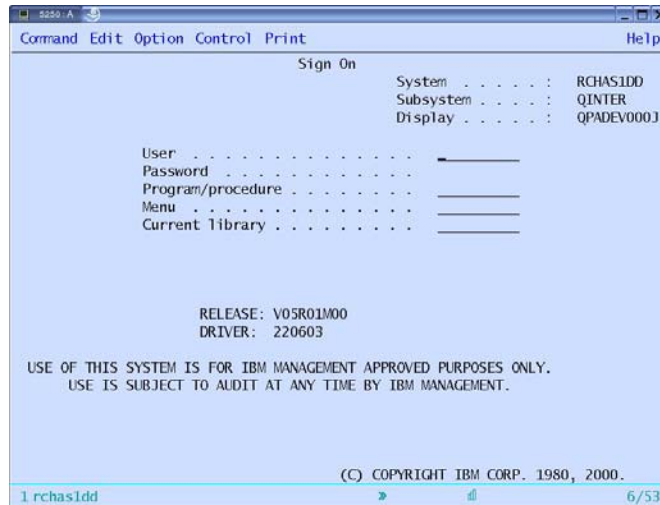 5250:A
Command Edit Option Control Print Help
Sign On
System . . . . . : RCHAS1DD
Subsystem . . . . : QINTER
Display . . . . . : QPADEV000J
User . . . . . . . . . . . . . .
Password . . . . . . . . . . . .
Program/procedure . . . . . . . .
Menu . . . . . . . . . . . . . .
Current library . . . . . . . . .
RELEASE: V05R01M00
DRIVER: 220603
USE OF THIS SYSTEM IS FOR IBM MANAGEMENT APPROVED PURPOSES ONLY.
USE IS SUBJECT TO AUDIT AT ANY TIME BY IBM MANAGEMENT.
(C) COPYRIGHT IBM CORP. 1980, 2000.
1 rchas1dd 6/53